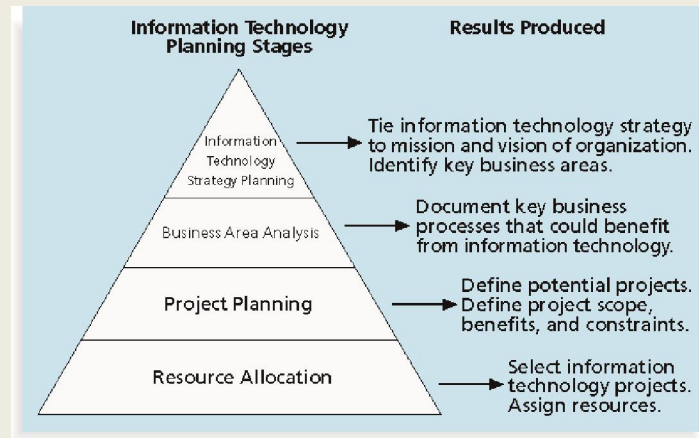 Information Technology
Planning Stages
Results Produced
Information
Technology
Strategy Planning
Tie information technology strategy
to mission and vision of organization.
Identify key business areas.
Business Area Analysis
Document key business
processes that could benefit
from information technology.
Project Planning
Define potential projects.
Define project scope,
benefits, and constraints.
Resource Allocation
Select information
technology projects.
Assign resources.